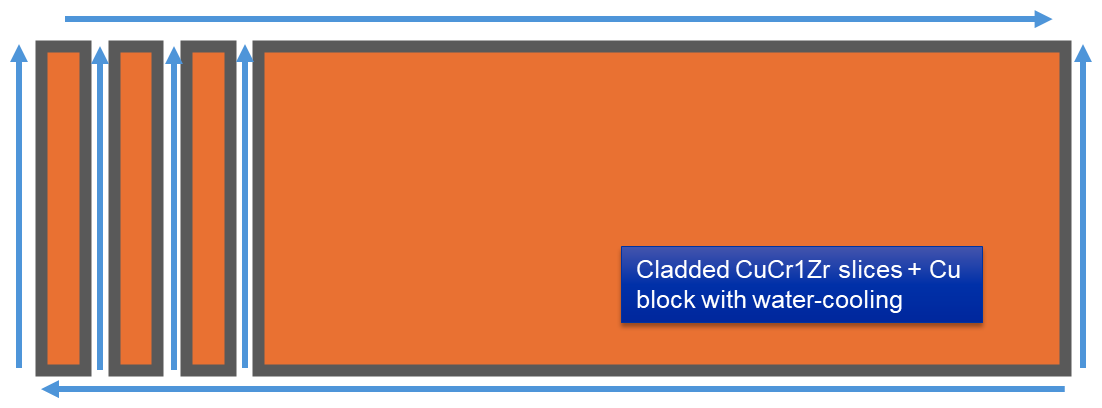 Cladded CuCr1Zr slices + Cu
block with water-cooling